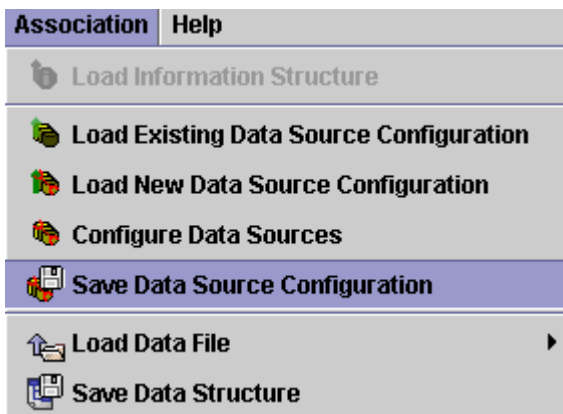 Association Help
Load Information Structure
Load Existing Data Source Configuration
Load New Data Source Configuration
Configure Data Sources
Save Data Source Configuration
Load Data File
Save Data Structure